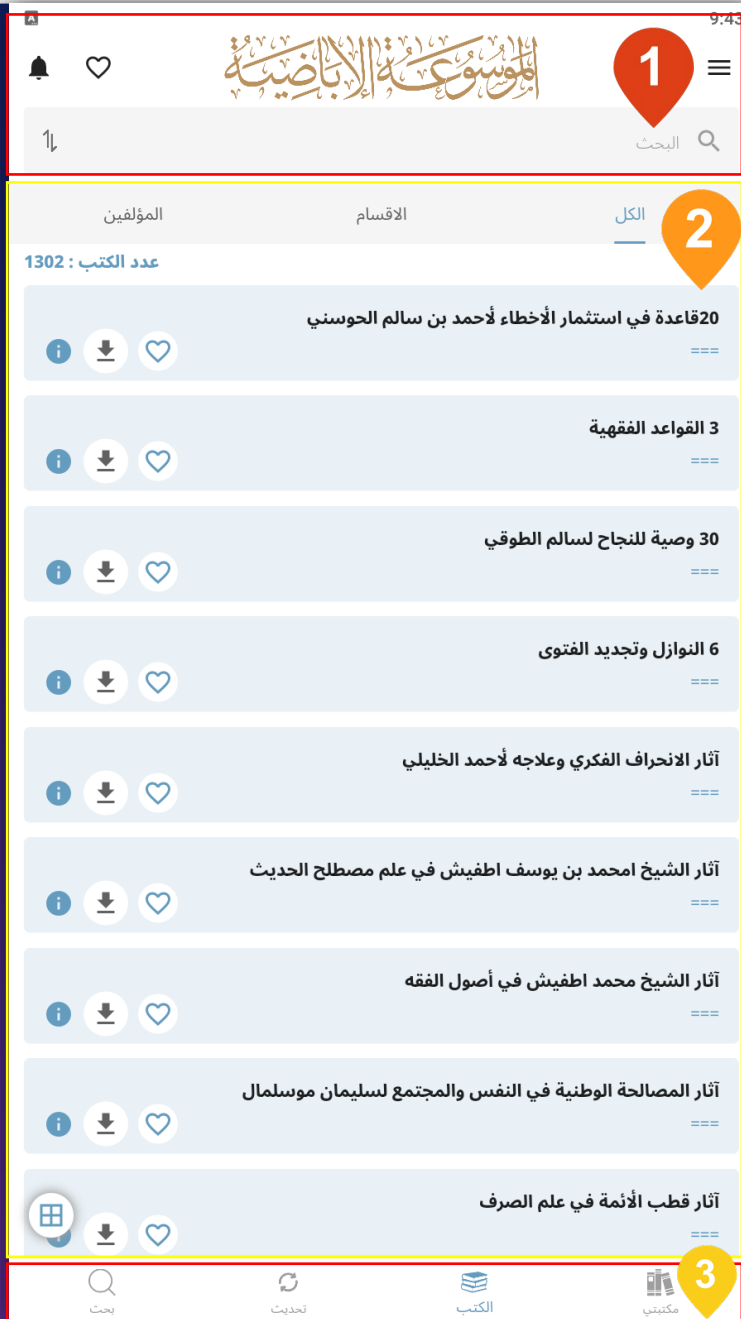 9:43
1
الموسوعة الإباضية
البحث
2
الكل
الاقسام
المؤلفين
عدد الكتب : 1302
20قاعدة في استثمار الأخطاء لأحمد بن سالم الحوسني
===
3 القواعد الفقهية
===
30 وصية للنجاح لسالم الطوقي
===
6 النوازل وتجديد الفتوى
===
آثار الانحراف الفكري وعلاجه لأحمد الخليلي
===
آثار الشيخ امحمد بن يوسف اطفيش في علم مصطلح الحديث
===
آثار الشيخ محمد اطفيش في أصول الفقه
===
آثار المصالحة الوطنية في النفس والمجتمع لسليمان موسلمال
===
آثار قطب الأئمة في علم الصرف
===
3
مكتبتي
الكتب
تحديث
بحث